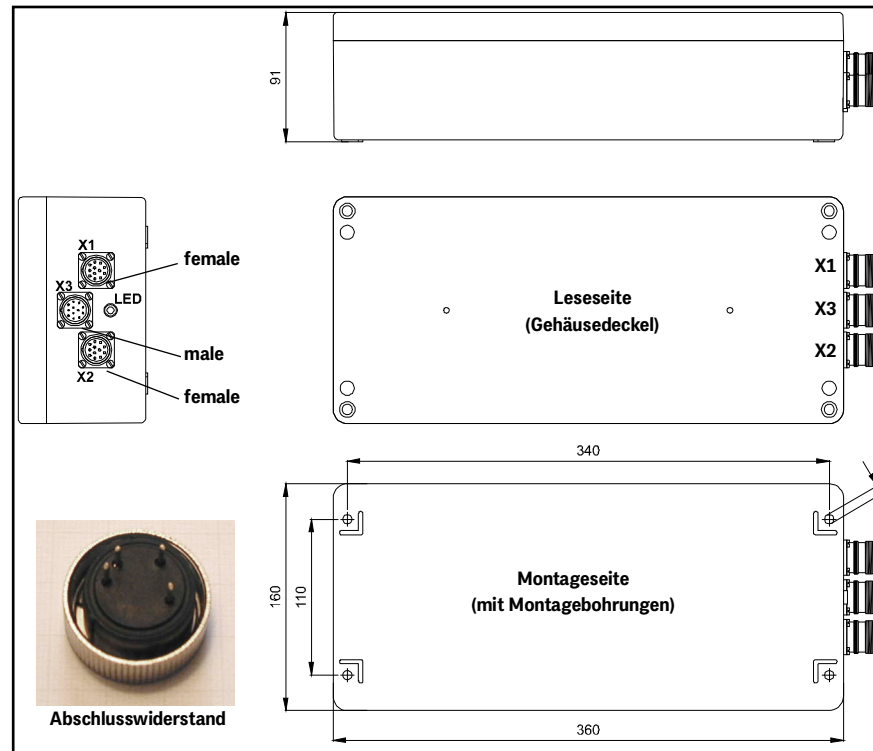 91
X1
female
X3
LED
male
X2
female
Leseseite
(Gehäusedeckel)
X1
X3
X2
340
160
110
Montageseite
(mit Montagebohrungen)
360
Abschlusswiderstand